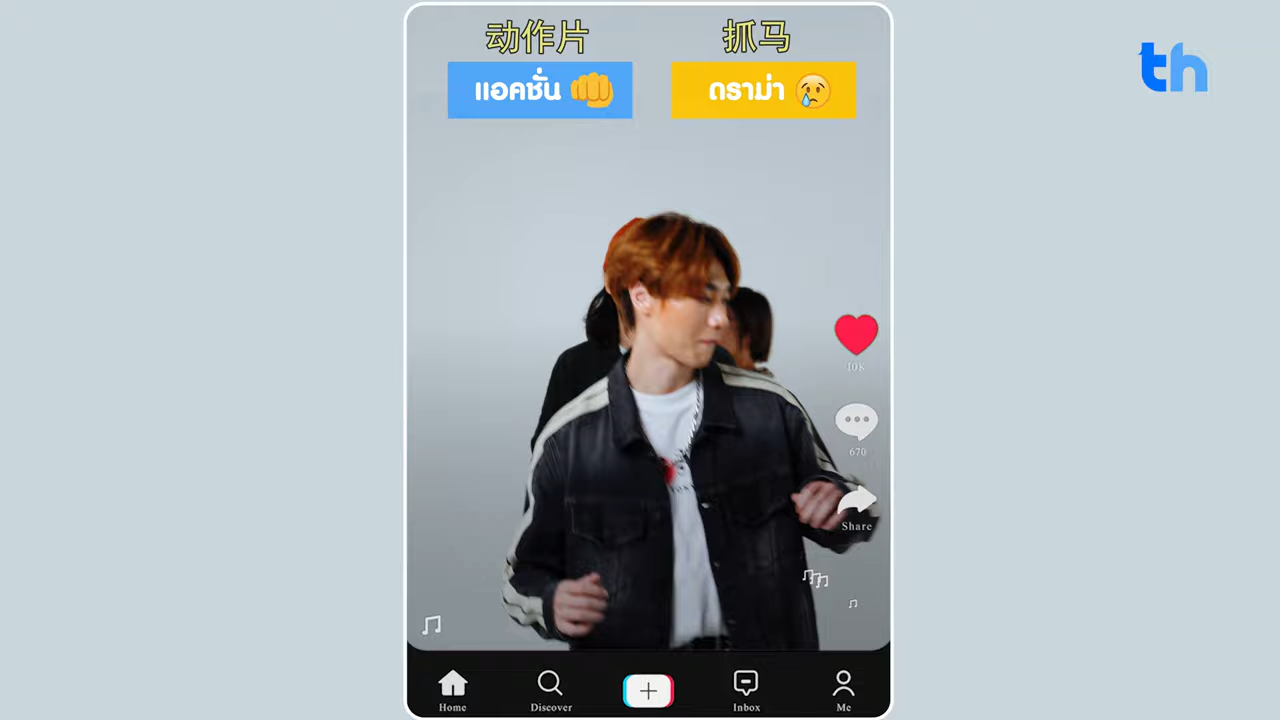 动作片
抓马
แอคชั่น
ดราม่า
th
10K
670
Share
Home
Discover
Inbox
Me